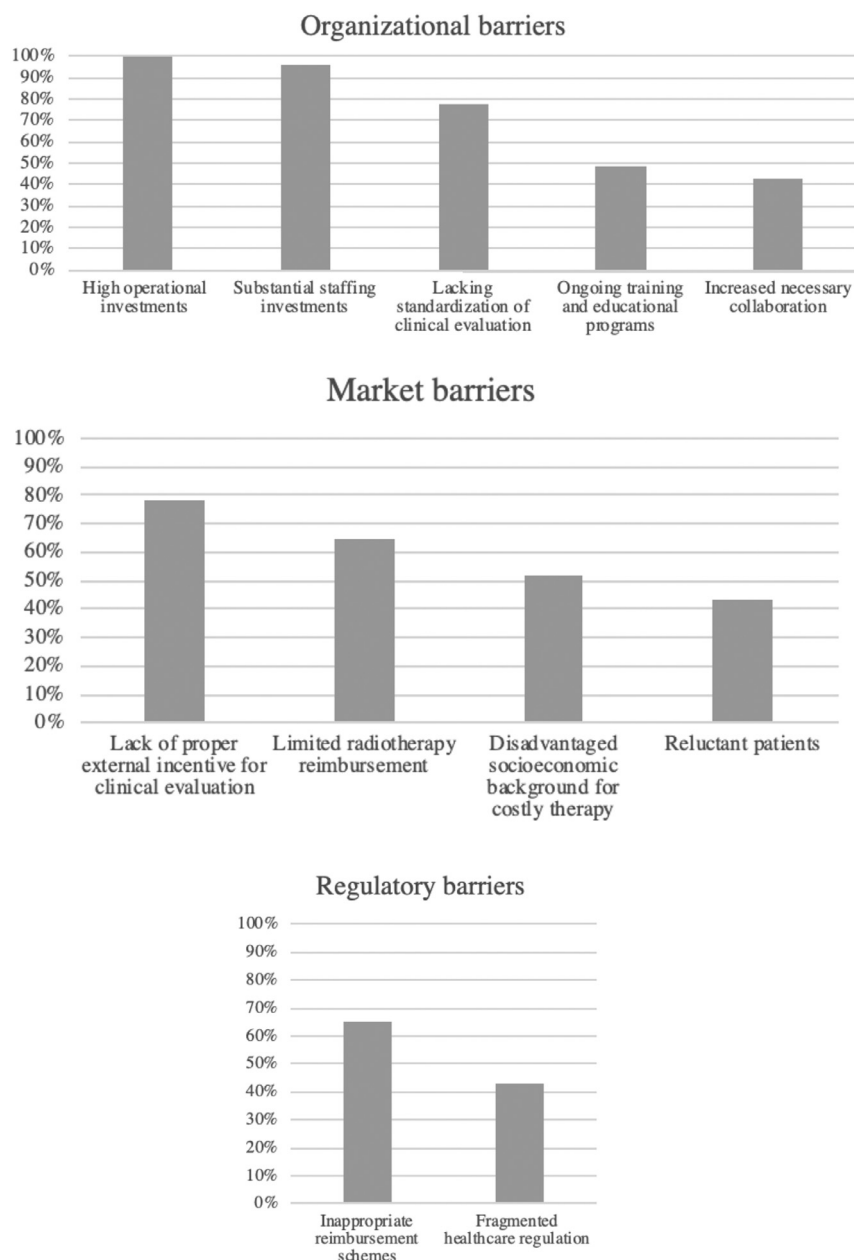 Organizational barriers
100%
90%
80%
70%
60%
50%
40%
30%
20%
10%
0%
High operational
investments
Substantial staffing
investments
Lacking
standardization of
clinical evaluation
Ongoing training
and educational
programs
Increased necessary
collaboration
Market barriers
100%
90%
80%
70%
60%
50%
40%
30%
20%
10%
0%
Lack of proper
external incentive for
clinical evaluation
Limited radiotherapy
reimbursement
Disadvantaged
socioeconomic
background for
costly therapy
Reluctant patients
Regulatory barriers
100%
90%
80%
70%
60%
50%
40%
30%
20%
10%
0%
Inappropriate
reimbursement
schemes
Fragmented
healthcare regulation